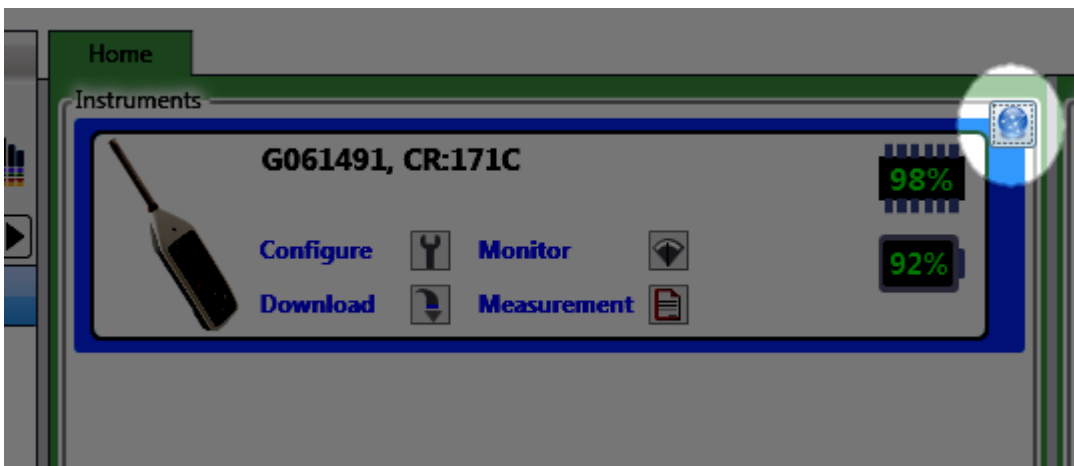 Home
Instruments
G061491, CR:171C
98%
Configure
Monitor
92%
Download
Measurement